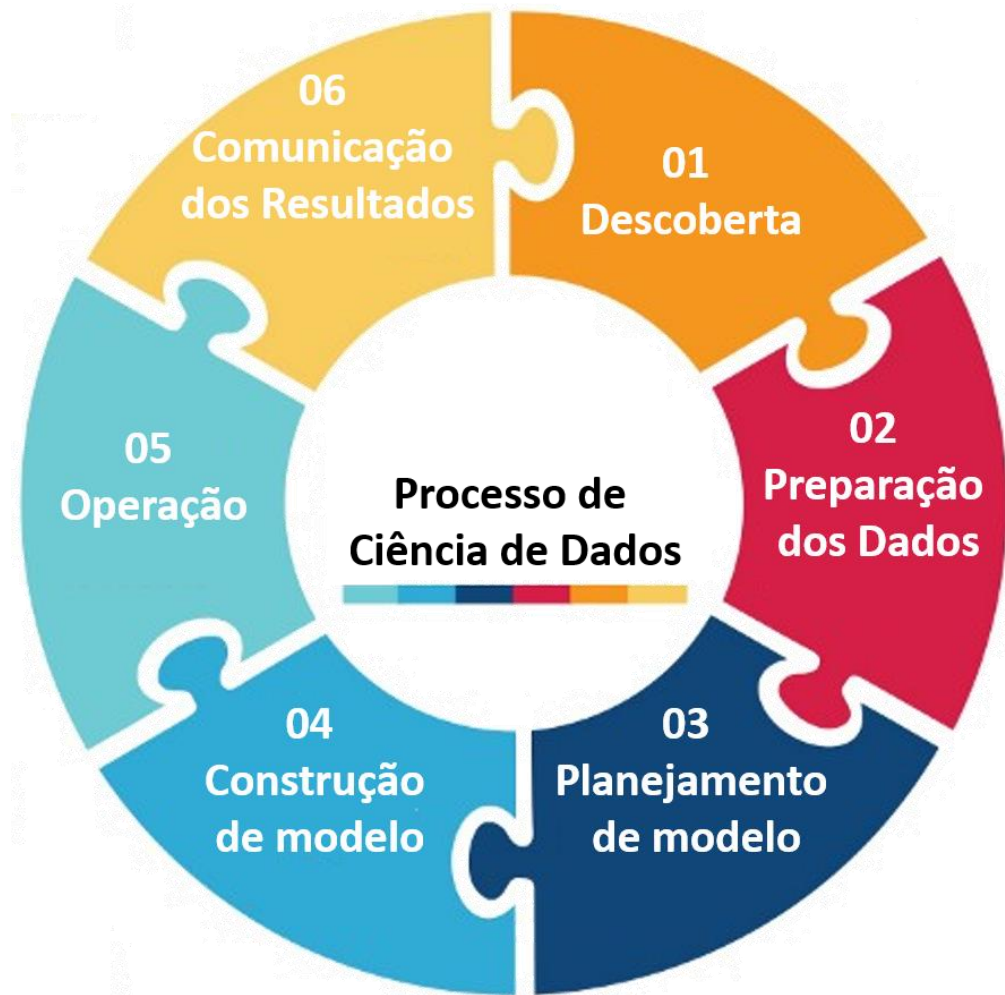 Processo de
Ciência de Dados
01
Descoberta
02
Preparação
dos Dados
03
Planejamento
de modelo
04
Construção
de modelo
05
Operação
06
Comunicação
dos Resultados